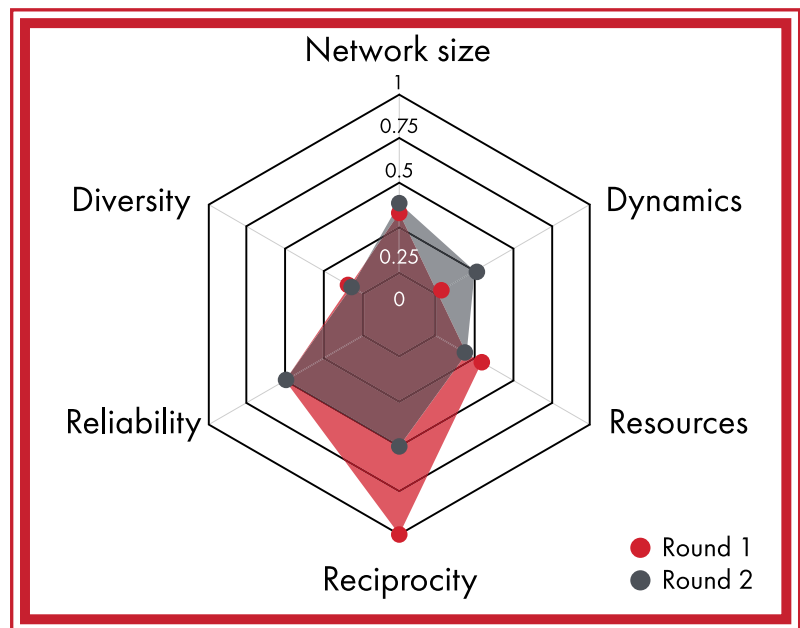 Network size
1
0.75
0.5
0.25
0
Diversity
Dynamics
Reliability
Resources
Reciprocity
Round 1
Round 2